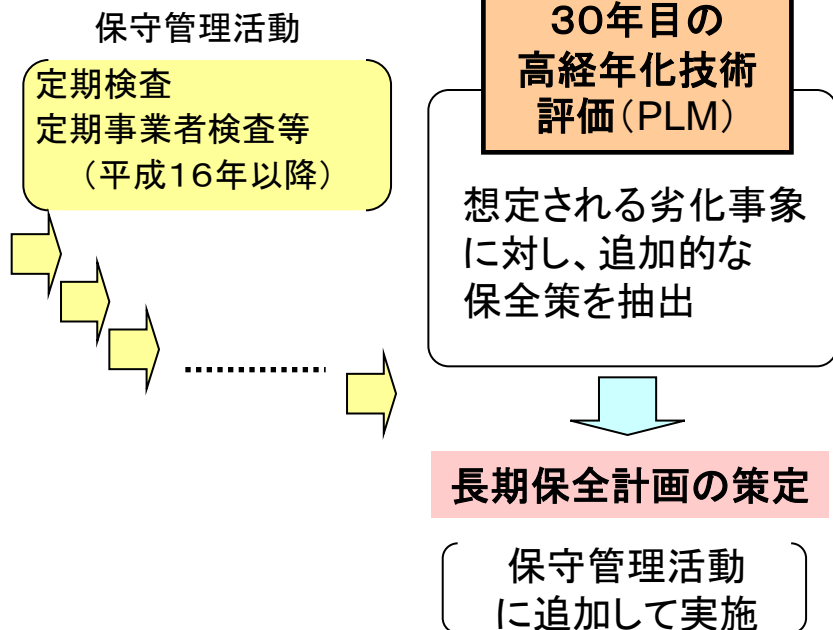 保守管理活動
定期検査
定期事業者検査等
（平成１６年以降）
３０年目の
高経年化技術
評価（PLM）
想定される劣化事象
に対し、追加的な
保全策を抽出
長期保全計画の策定
保守管理活動
に追加して実施